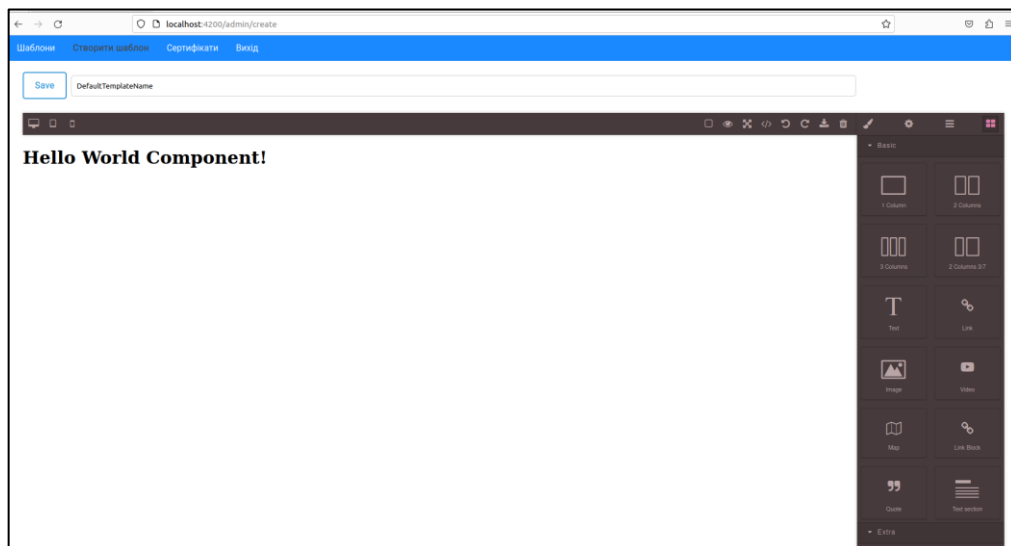 localhost:4200/admin/create
Шаблони Створити шаблон Сертифікати Вихід
Save DefaultTemplateName
Hello World Component!
Basic
1 Column 2 Columns
3 Columns 2 Columns 3/7
Text Link
Image Video
Map Link Block
Quote Text section
Extra